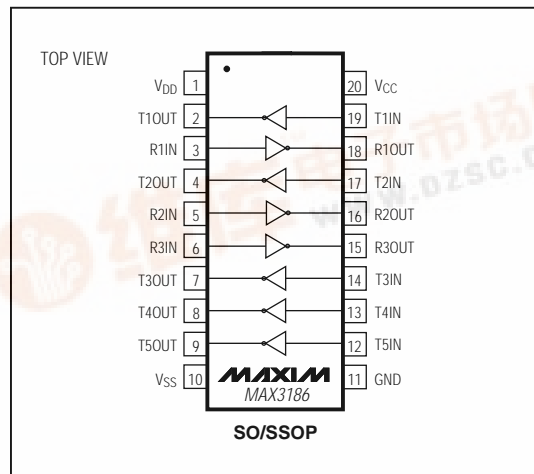 TOP VIEW
VDD 1 20 VCC
T1OUT 2 19 T1IN
R1IN 3 18 R1OUT
T2OUT 4 17 T2IN
R2IN 5 16 R2OUT
R3IN 6 15 R3OUT
T3OUT 7 14 T3IN
T4OUT 8 13 T4IN
T5OUT 9 12 T5IN
VSS 10 MAXIM 11 GND
MAX3186
SO/SSOP